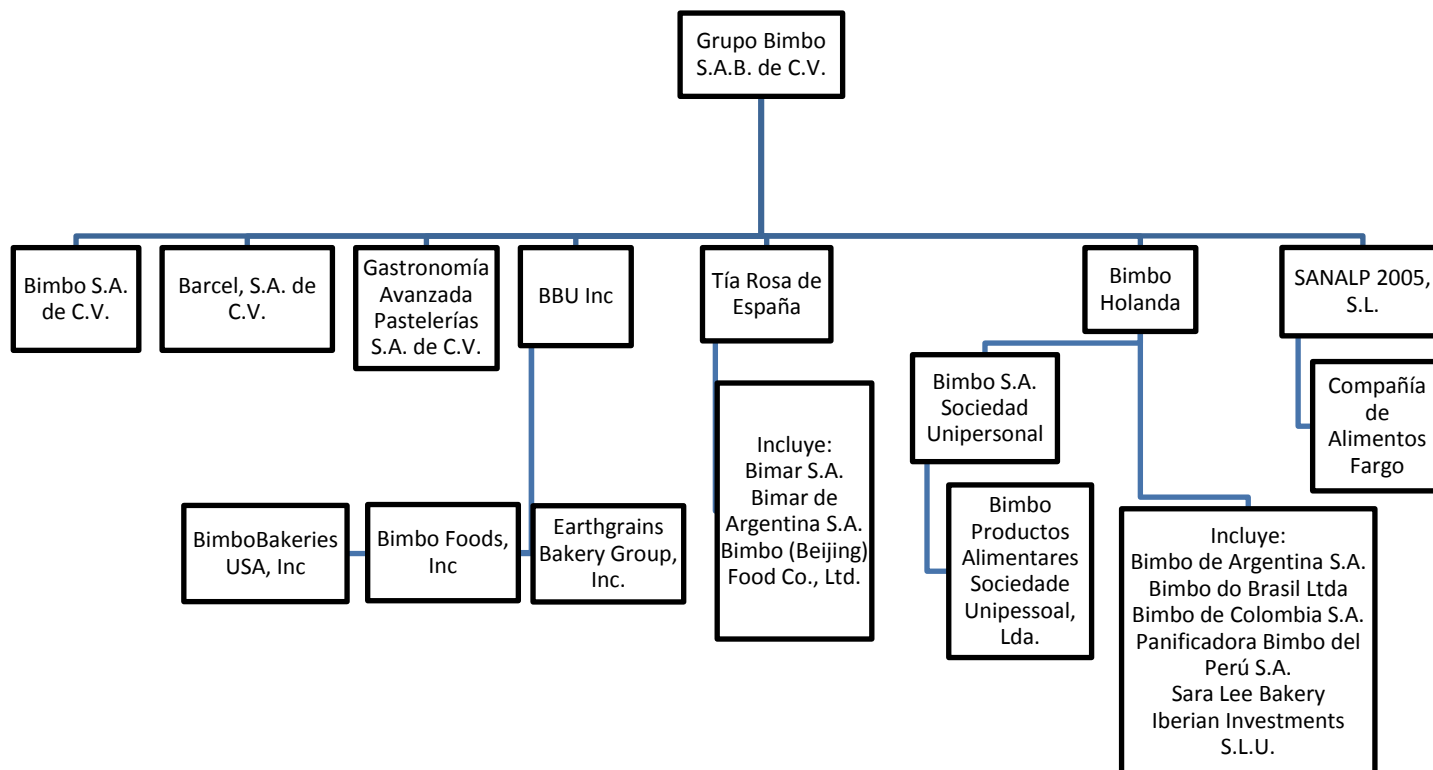 Grupo Bimbo
S.A.B. de C.V.
Bimbo S.A.
de C.V.
Barcel, S.A. de
C.V.
Gastronomía
Avanzada
Pastelerías
S.A. de C.V.
BBU Inc
Tía Rosa de
España
Bimbo
Holanda
SANALP 2005,
S.L.
BimboBakeries
USA, Inc
Bimbo Foods,
Inc
Earthgrains
Bakery Group,
Inc.
Incluye:
Bimar S.A.
Bimar de
Argentina S.A.
Bimbo (Beijing)
Food Co., Ltd.
Bimbo S.A.
Sociedad
Unipersonal
Bimbo
Productos
Alimentares
Sociedade
Unipessoal,
Lda.
Incluye:
Bimbo de Argentina S.A.
Bimbo do Brasil Ltda
Bimbo de Colombia S.A.
Panificadora Bimbo del
Perú S.A.
Sara Lee Bakery
Iberian Investments
S.L.U.
Compañía
de
Alimentos
Fargo